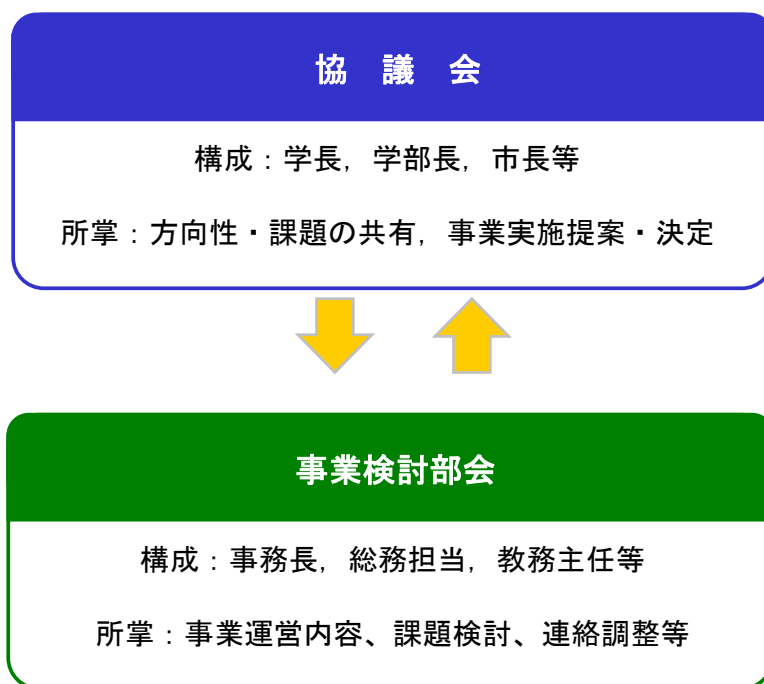 協　議　会
構成：学長，学部長，市長等
所掌：方向性・課題の共有，事業実施提案・決定
事業検討部会
構成：事務長，総務担当，教務主任等
所掌：事業運営内容、課題検討、連絡調整等